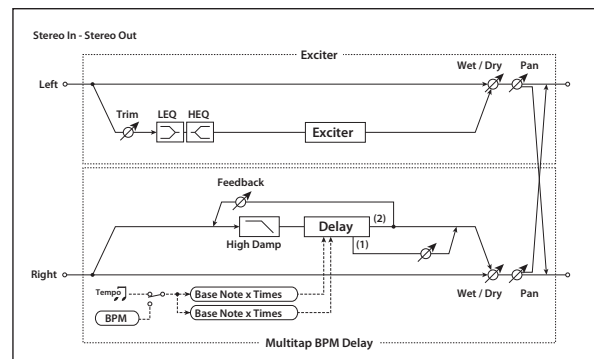 Stereo In - Stereo Out
Exciter
Wet / Dry
Pan
Left
Trim
LEQ
HEQ
Exciter
Feedback
Delay
(2)
High Damp
(1)
Right
Wet / Dry
Pan
Tempo
Base Note x Times
BPM
Base Note x Times
Multitap BPM Delay